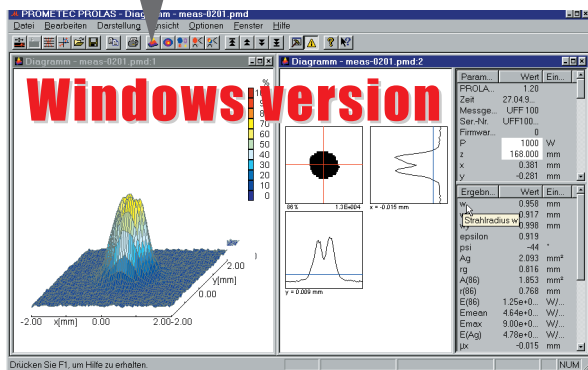 PROMETEC PROLAS - Diagramm - meas-0201.pmd
Datei Bearbeiten Darstellung Ansicht Optionen Fenster Hilfe
Diagramm - meas-0201.pmd:1
Windows version
%
90
80
70
60
50
40
30
20
10
0
2.00
y[mm]
0.00
-2.00 x[mm] 0.00 2.00-2.00
Diagramm - meas-0201.pmd:2
86% 1.3E+004
x = -0.015 mm
y = 0.009 mm
Param... Wert Ein...
PROLA... 1.20
Zeit 27.04.9...
Messge... UFF 100
Ser.-Nr. UFF100...
Firmwar... 0
P 1000 W
z 168.000 mm
x 0.381 mm
y -0.281 mm
Ergebn... Wert Ein...
w 0.958 mm
0.917 mm
Strahlradius w
wy 0.998 mm
epsilon 0.919
psi -44 °
Ag 2.093 mm²
rg 0.816 mm
A(86) 1.853 mm²
r(86) 0.768 mm
E(86) 1.25e+0... W/...
Emean 4.64e+0... W/...
Emax 9.00e+0... W/...
E(Ag) 4.78e+0... W/...
µx -0.015 mm
Drücken Sie F1, um Hilfe zu erhalten.
NUM